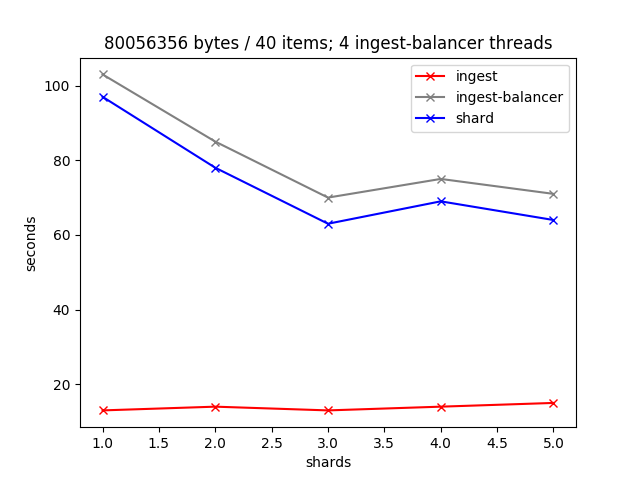 80056356 bytes / 40 items; 4 ingest-balancer threads
ingest
ingest-balancer
shard
seconds
100
80
60
40
20
1.0 1.5 2.0 2.5 3.0 3.5 4.0 4.5 5.0
shards